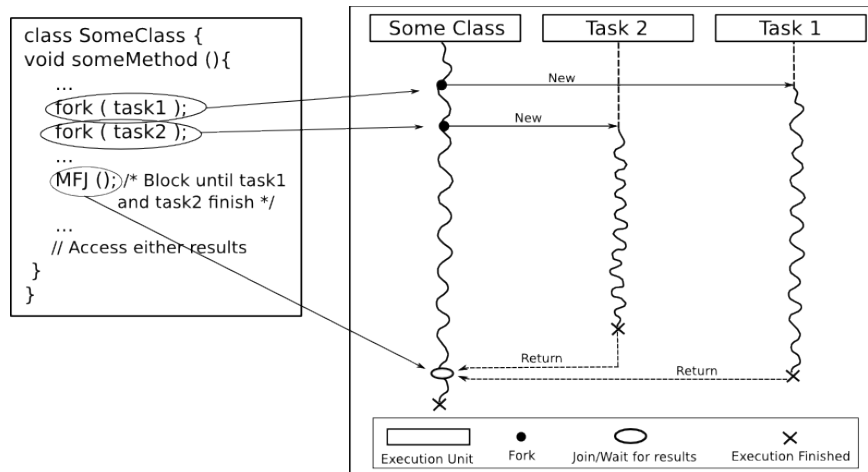 class SomeClass {
void someMethod (){
...
fork ( task1 );
fork ( task2 );
...
MFJ (); /* Block until task1
and task2 finish */
...
// Access either results
}
}
Some Class
Task 2
Task 1
New
New
Return
Return
Execution Unit
Fork
Join/Wait for results
Execution Finished